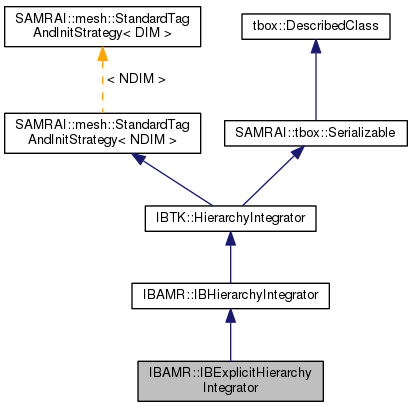 SAMRAI::mesh::StandardTag
AndInitStrategy< DIM >
tbox::DescribedClass
< NDIM >
SAMRAI::mesh::StandardTag
AndInitStrategy< NDIM >
SAMRAI::tbox::Serializable
IBTK::HierarchyIntegrator
IBAMR::IBHierarchyIntegrator
IBAMR::IBExplicitHierarchy
Integrator